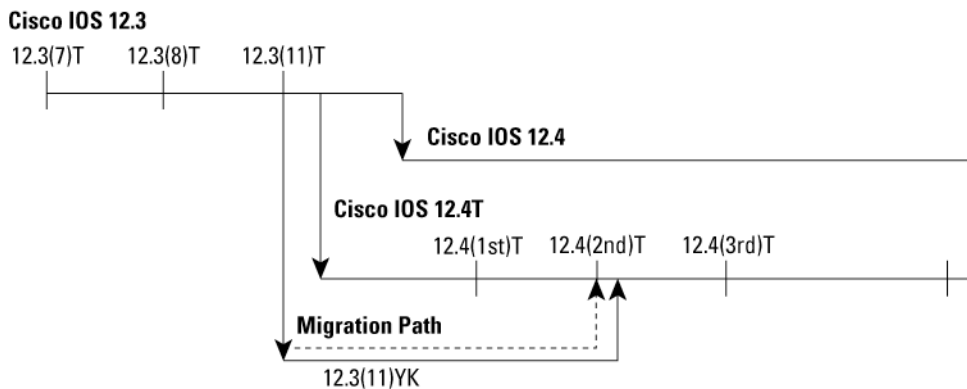 Cisco IOS 12.3
12.3(7)T 12.3(8)T 12.3(11)T
Cisco IOS 12.4
Cisco IOS 12.4T
12.4(1st)T 12.4(2nd)T 12.4(3rd)T
Migration Path
12.3(11)YK